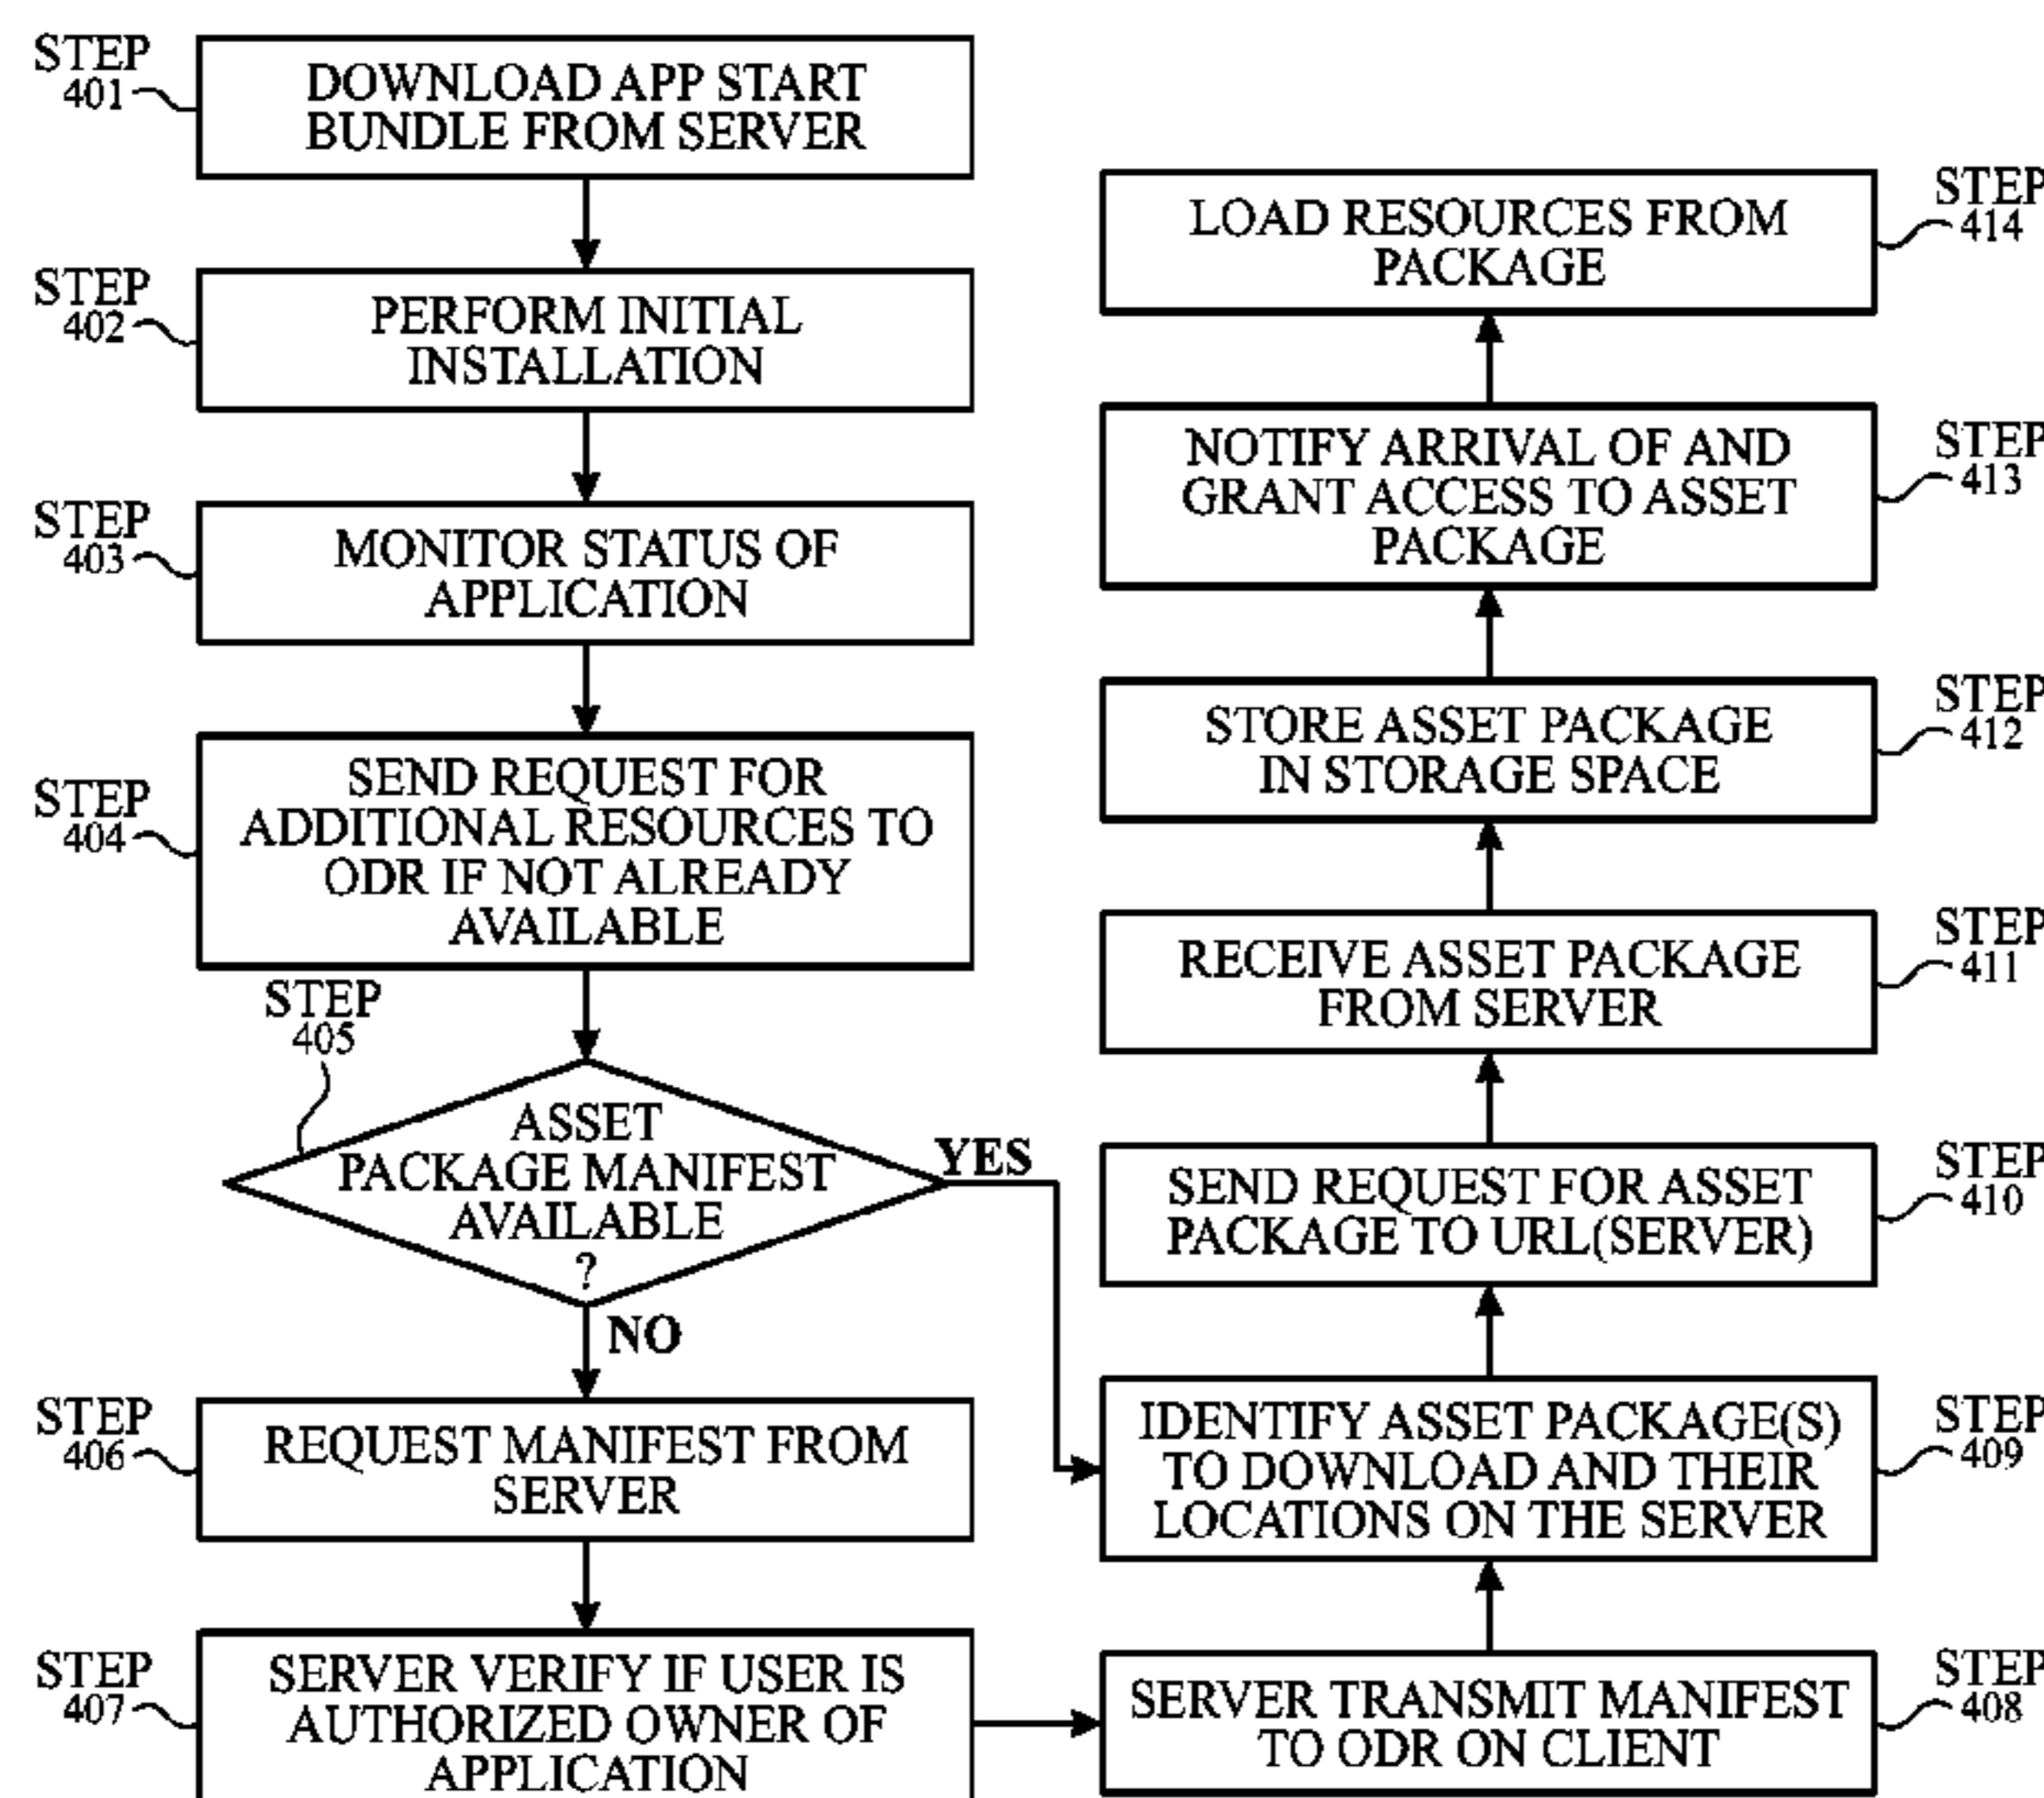 STEP
401
DOWNLOAD APP START
BUNDLE FROM SERVER
STEP
402
PERFORM INITIAL
INSTALLATION
STEP
403
MONITOR STATUS OF
APPLICATION
STEP
404
SEND REQUEST FOR
ADDITIONAL RESOURCES TO
ODR IF NOT ALREADY
AVAILABLE
STEP
405
ASSET
PACKAGE MANIFEST
AVAILABLE
?
YES
NO
STEP
406
REQUEST MANIFEST FROM
SERVER
STEP
407
SERVER VERIFY IF USER IS
AUTHORIZED OWNER OF
APPLICATION
SERVER TRANSMIT MANIFEST
TO ODR ON CLIENT
STEP
408
IDENTIFY ASSET PACKAGE(S)
TO DOWNLOAD AND THEIR
LOCATIONS ON THE SERVER
STEP
409
SEND REQUEST FOR ASSET
PACKAGE TO URL(SERVER)
STEP
410
RECEIVE ASSET PACKAGE
FROM SERVER
STEP
411
STORE ASSET PACKAGE
IN STORAGE SPACE
STEP
412
NOTIFY ARRIVAL OF AND
GRANT ACCESS TO ASSET
PACKAGE
STEP
413
LOAD RESOURCES FROM
PACKAGE
STEP
414